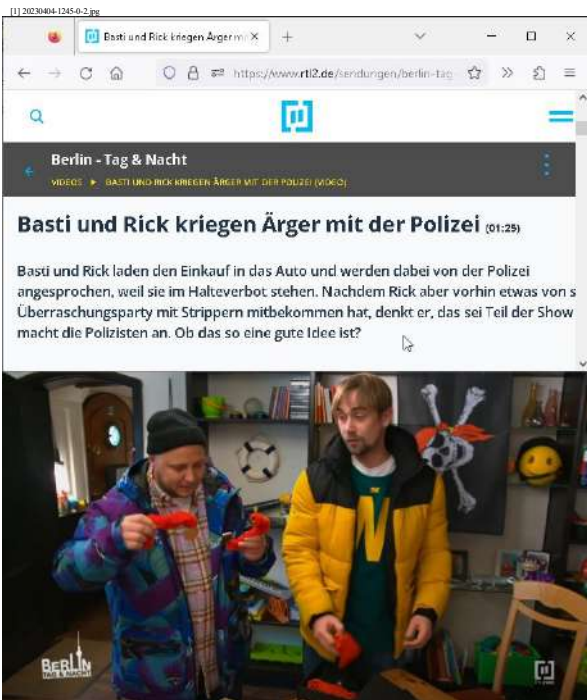 [1] 20230404-1245-0-2.jpg
Basti und Rick kriegen Ärger mi
https://www.rtl2.de/sendungen/berlin-tag
Berlin - Tag & Nacht
VIDEOS ▶ BASTI UND RICK KRIEGEN ÄRGER MIT DER POLIZEI (VIDEO)
Basti und Rick kriegen Ärger mit der Polizei (01:25)
Basti und Rick laden den Einkauf in das Auto und werden dabei von der Polizei
angesprochen, weil sie im Halteverbot stehen. Nachdem Rick aber vorhin etwas von s
Überraschungsparty mit Strippern mitbekommen hat, denkt er, das sei Teil der Show
macht die Polizisten an. Ob das so eine gute Idee ist?
N
BERLIN
TAG & NACHT